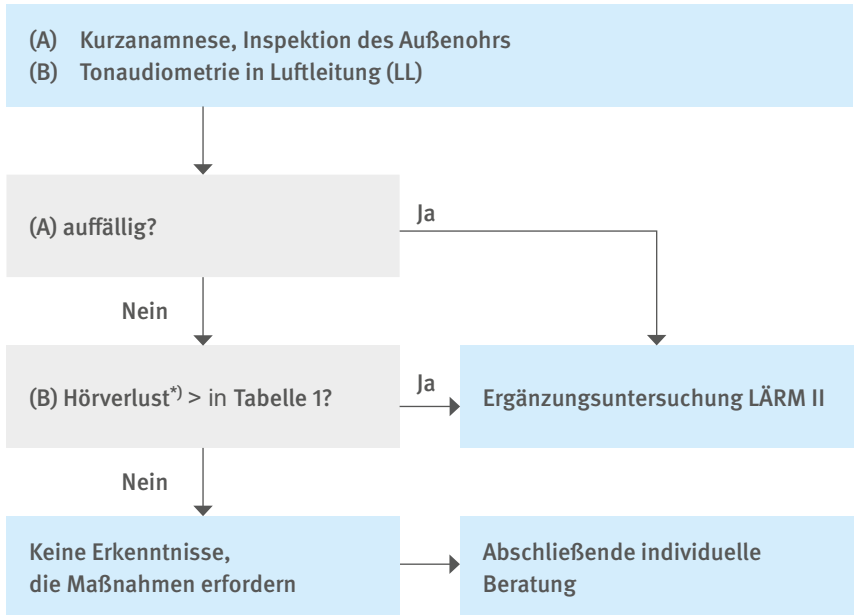 (A) Kurzanamnese, Inspektion des Außenohrs
(B) Tonaudiometrie in Luftleitung (LL)
(A) auffällig?
Ja
Nein
(B) Hörverlust*) > in Tabelle 1?
Ja
Ergänzungsuntersuchung LÄRM II
Nein
Keine Erkenntnisse,
die Maßnahmen erfordern
Abschließende individuelle
Beratung